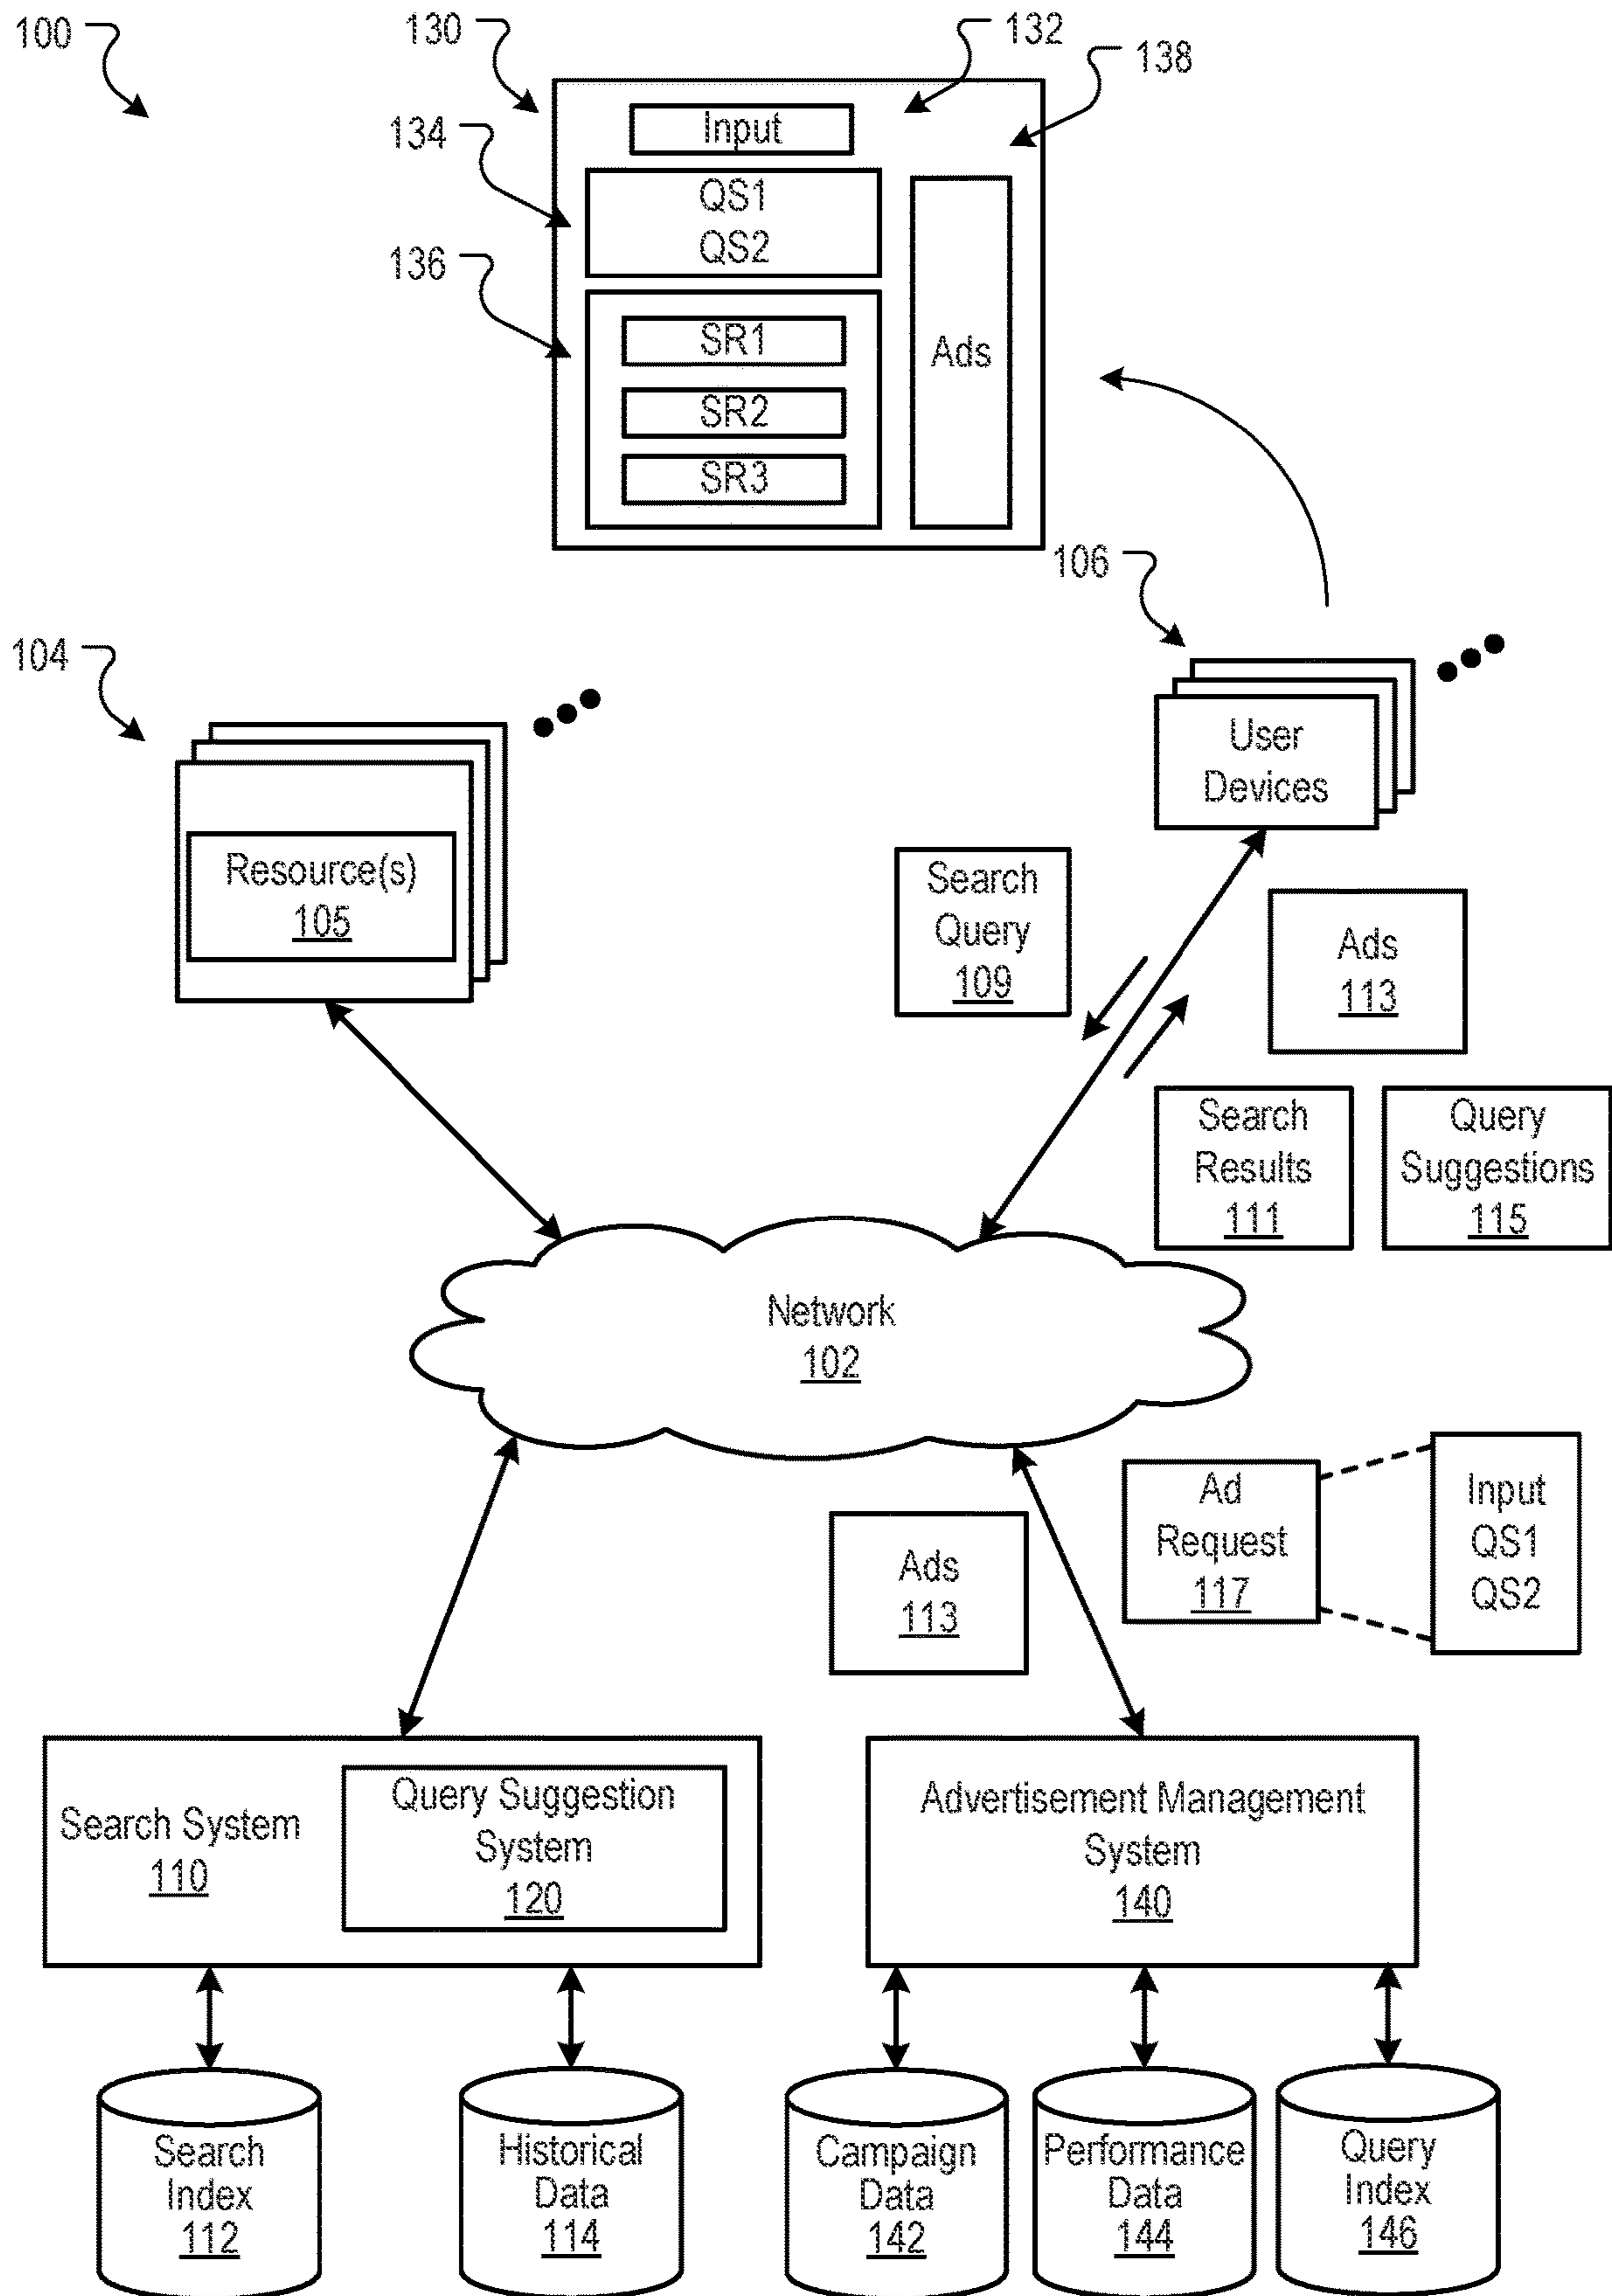 100
130
132
138
Input
134
QS1
QS2
136
SR1
SR2
SR3
Ads
106
104
User
Devices
Resource(s)
105
Search
Query
109
Ads
113
Search
Results
111
Query
Suggestions
115
Network
102
Ads
113
Ad
Request
117
Input
QS1
QS2
Search System
110
Query Suggestion
System
120
Advertisement Management
System
140
Search
Index
112
Historical
Data
114
Campaign
Data
142
Performance
Data
144
Query
Index
146